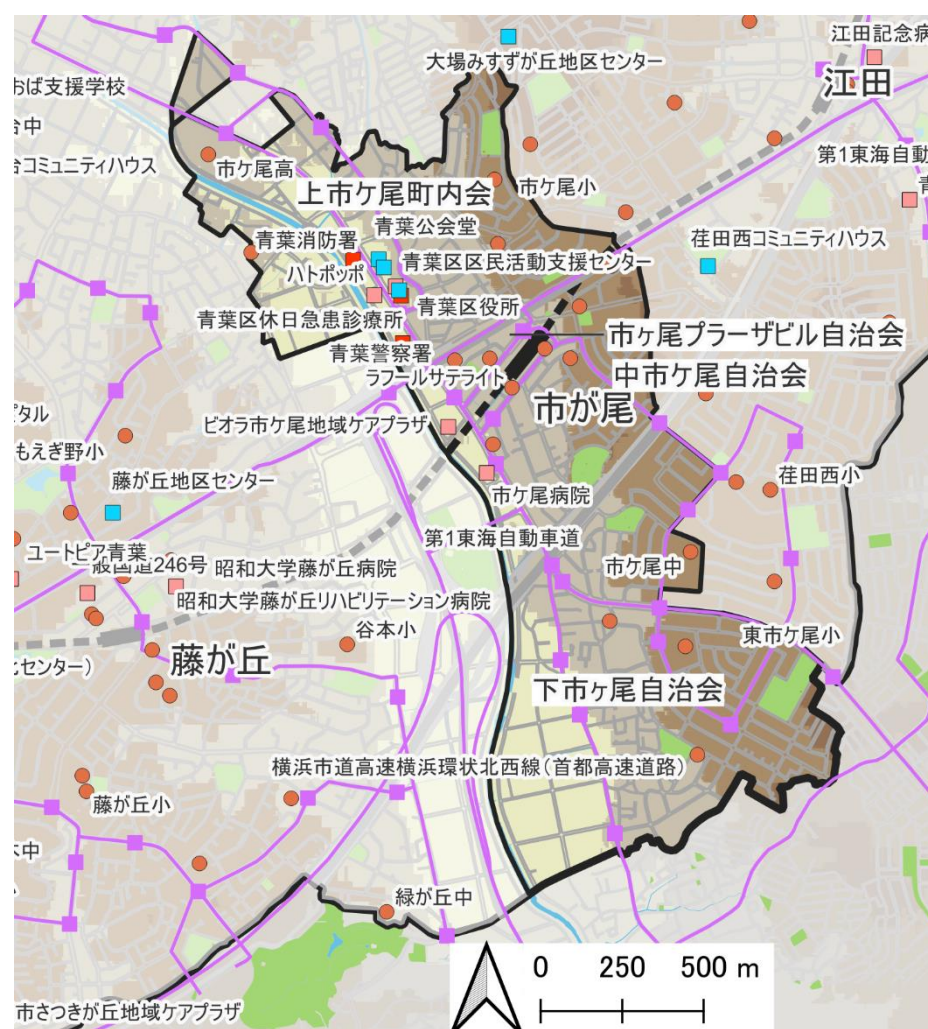 江田記念病
大場みすずが丘地区センター
江田
おば支援学校
台中
第1東海自動
台コミュニティハウス
市ケ尾高
市ケ尾小
青
上市ケ尾町内会
青葉公会堂
青葉消防署
荏田西コミュニティハウス
青葉区区民活動支援センター
ハトポッポ
青葉区役所
青葉区休日急患診療所
市ヶ尾プラーザビル自治会
青葉警察署
ラフールサテライト
中市ケ尾自治会
市が尾
ピタル
ビオラ市ケ尾地域ケアプラザ
もえぎ野小
荏田西小
藤が丘地区センター
市ケ尾病院
第1東海自動車道
ユートピア青葉
一般国道246号
昭和大学藤が丘病院
市ケ尾中
昭和大学藤が丘リハビリテーション病院
谷本小
東市ケ尾小
化センター）
藤が丘
下市ヶ尾自治会
横浜市道高速横浜環状北西線（首都高速道路）
藤が丘小
木中
緑が丘中
0 250 500 m
市さつきが丘地域ケアプラザ